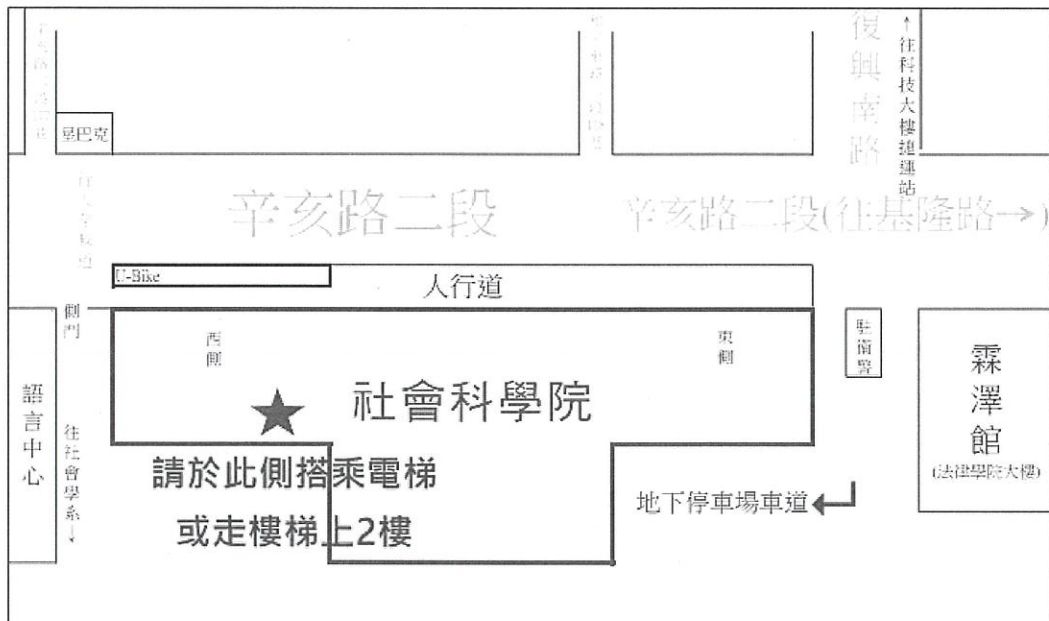 復興南路
↑往科技大樓捷運站
星巴克
辛亥路二段
辛亥路二段(往基隆路→)
U-Bike
人行道
側門
西側
東側
駐衛警
語言中心
往社會學系↓
社會科學院
霖澤館
(法律學院大樓)
請於此側搭乘電梯
或走樓梯上2樓
地下停車場車道